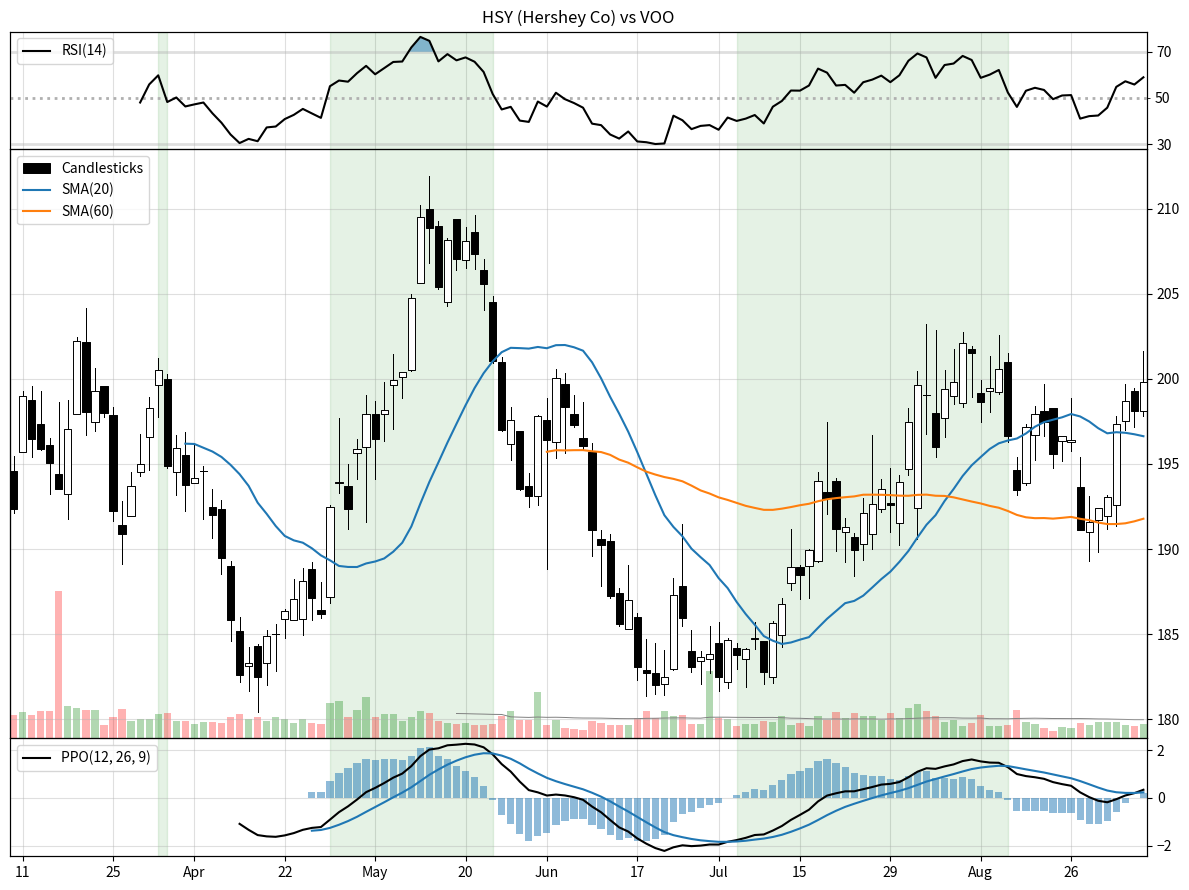 HSY (Hershey Co) vs VOO
RSI(14)
70
50
30
Candlesticks
SMA(20)
SMA(60)
210
205
200
195
190
185
180
PPO(12, 26, 9)
2
0
−2
11 25 Apr 22 May 20 Jun 17 Jul 15 29 Aug 26